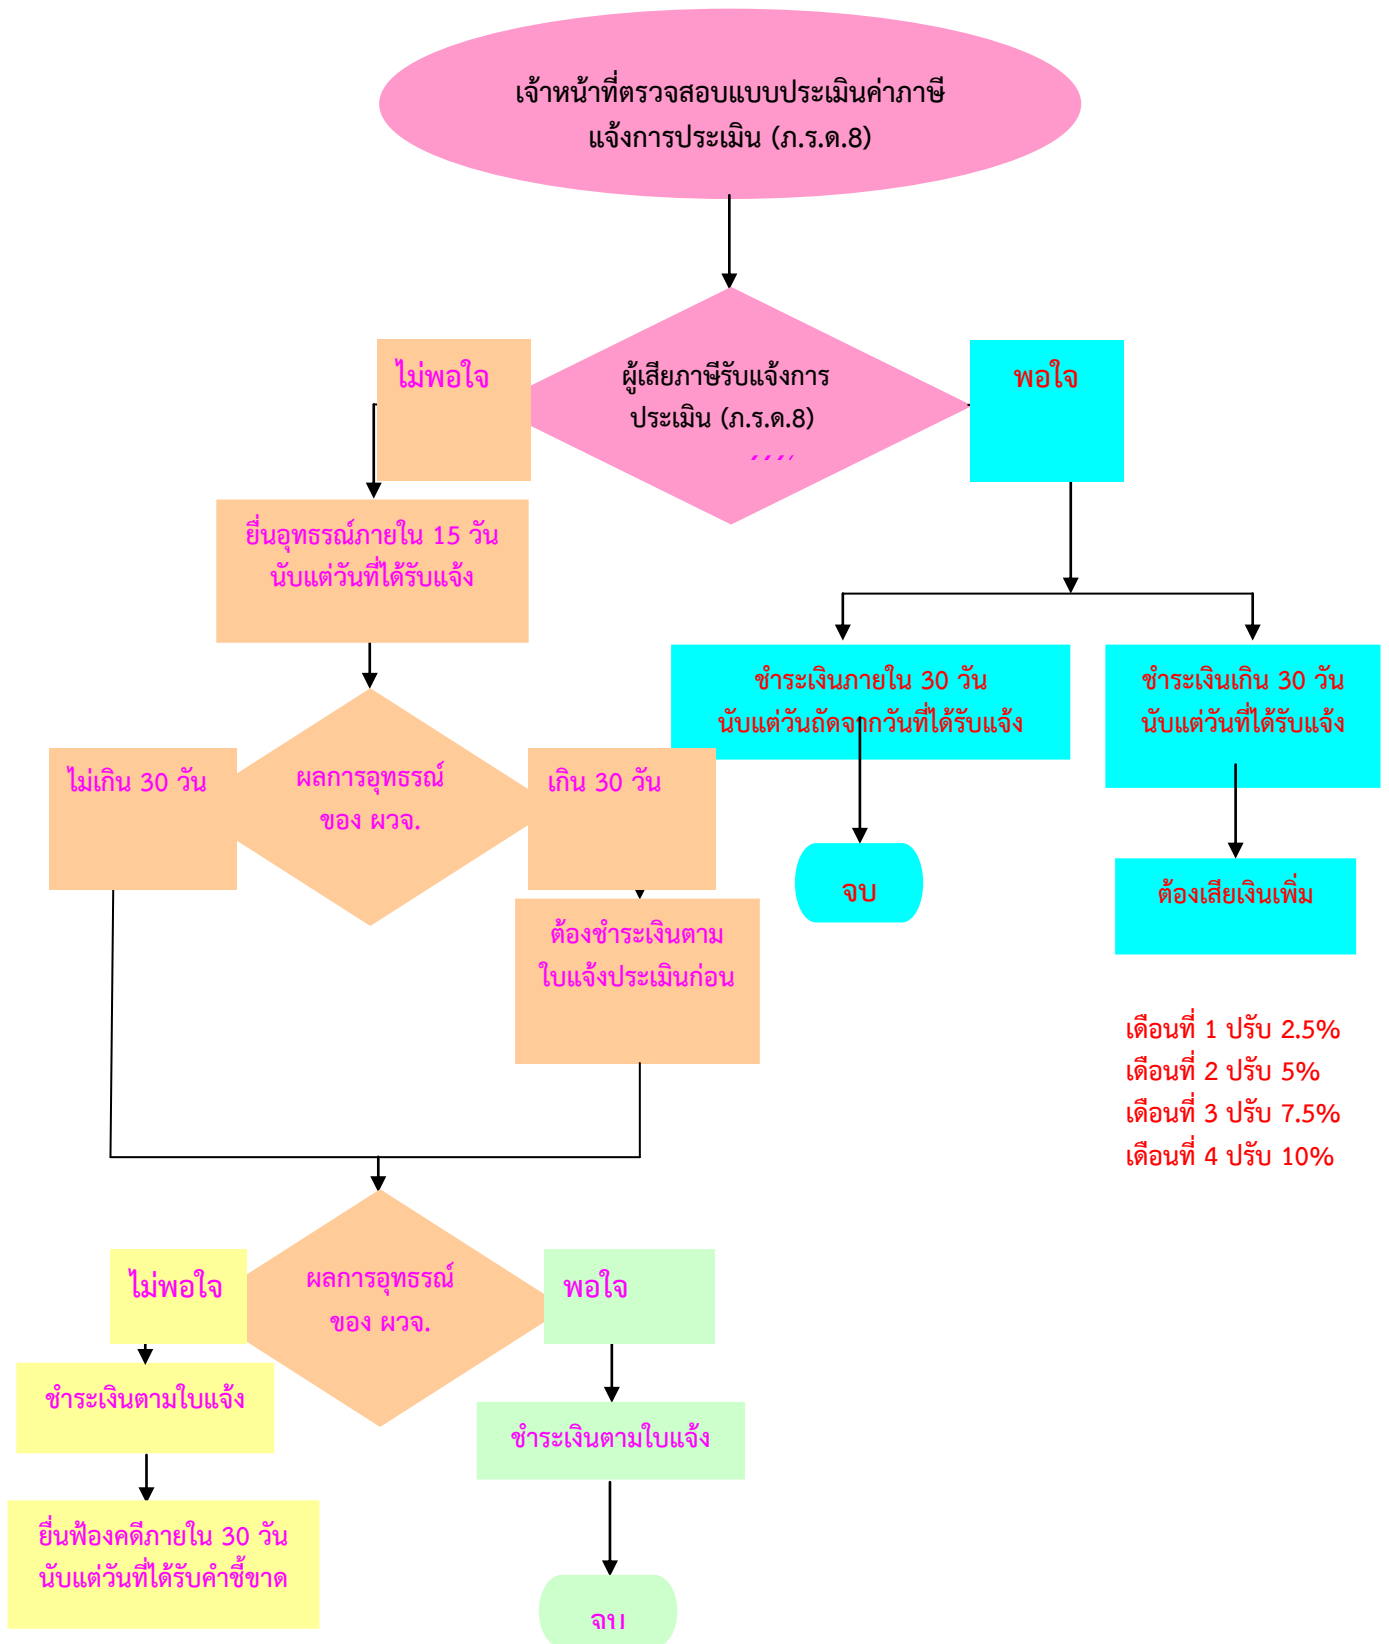 เจ้าหน้าที่ตรวจสอบแบบประเมินค่าภาษี
แจ้งการประเมิน (ภ.ร.ด.8)
ผู้เสียภาษีรับแจ้งการ
ประเมิน (ภ.ร.ด.8)
ไม่พอใจ
พอใจ
ยื่นอุทธรณ์ภายใน 15 วัน
นับแต่วันที่ได้รับแจ้ง
ชำระเงินภายใน 30 วัน
นับแต่วันถัดจากวันที่ได้รับแจ้ง
ชำระเงินเกิน 30 วัน
นับแต่วันที่ได้รับแจ้ง
ไม่เกิน 30 วัน
ผลการอุทธรณ์
ของ ผวจ.
เกิน 30 วัน
จบ
ต้องเสียเงินเพิ่ม
ต้องชำระเงินตาม
ใบแจ้งประเมินก่อน
เดือนที่ 1 ปรับ 2.5%
เดือนที่ 2 ปรับ 5%
เดือนที่ 3 ปรับ 7.5%
เดือนที่ 4 ปรับ 10%
ไม่พอใจ
ผลการอุทธรณ์
ของ ผวจ.
พอใจ
ชำระเงินตามใบแจ้ง
ชำระเงินตามใบแจ้ง
ยื่นฟ้องคดีภายใน 30 วัน
นับแต่วันที่ได้รับคำชี้ขาด
จบ